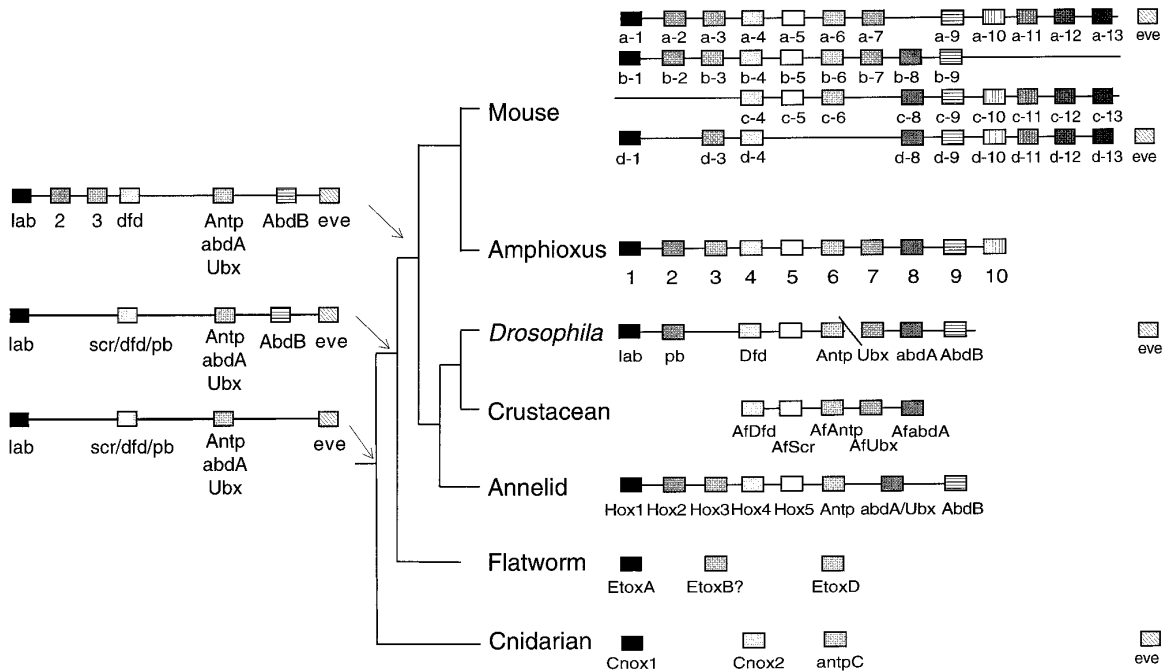 a-1 a-2 a-3 a-4 a-5 a-6 a-7 a-9 a-10 a-11 a-12 a-13 eve
b-1 b-2 b-3 b-4 b-5 b-6 b-7 b-8 b-9
Mouse
c-4 c-5 c-6 c-8 c-9 c-10 c-11 c-12 c-13
d-1 d-3 d-4 d-8 d-9 d-10 d-11 d-12 d-13 eve
lab 2 3 dfd Antp AbdB eve
abdA
Ubx
Amphioxus
1 2 3 4 5 6 7 8 9 10
lab scr/dfd/pb Antp AbdB eve
abdA
Ubx
Drosophila
lab pb Dfd Antp Ubx abdA AbdB eve
Crustacean
AfDfd AfScr AfAntp AfUbx AfabdA
lab scr/dfd/pb Antp eve
abdA
Ubx
Annelid
Hox1 Hox2 Hox3 Hox4 Hox5 Antp abdA/Ubx AbdB
Flatworm
EtoxA EtoxB? EtoxD
Cnidarian
Cnox1 Cnox2 antpC eve